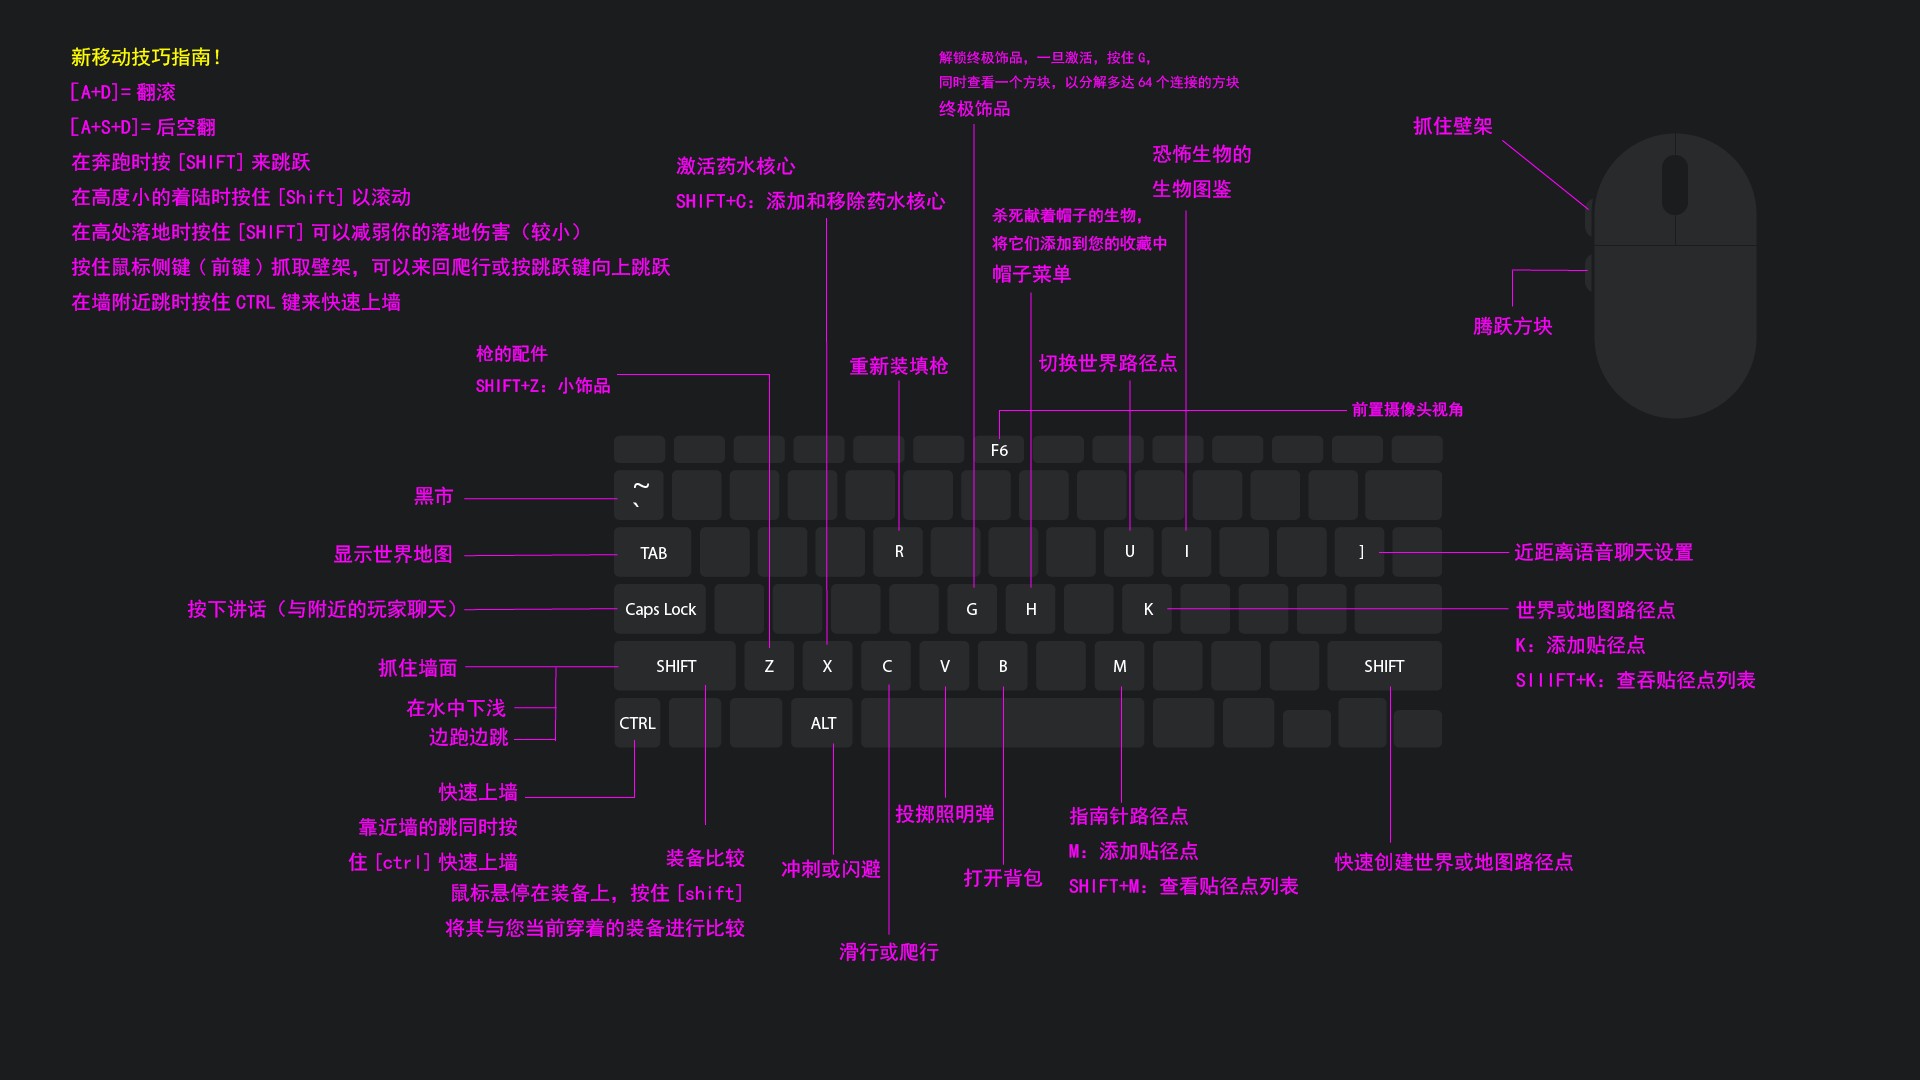 新移动技巧指南！
[A+D]= 翻滚
[A+S+D]= 后空翻
在奔跑时按 [SHIFT] 来跳跃
在高度小的着陆时按住 [Shift] 以滚动
在高处落地时按住 [SHIFT] 可以减弱你的落地伤害（较小）
按住鼠标侧键（前键）抓取壁架，可以来回爬行或按跳跃键向上跳跃
在墙附近跳时按住 CTRL 键来快速上墙
解锁终极饰品，一旦激活，按住 G，
同时查看一个方块，以分解多达 64 个连接的方块
终极饰品
激活药水核心
SHIFT+C：添加和移除药水核心
恐怖生物的
生物图鉴
杀死献着帽子的生物，
将它们添加到您的收藏中
帽子菜单
抓住壁架
腾跃方块
枪的配件
SHIFT+Z：小饰品
重新装填枪
切换世界路径点
前置摄像头视角
F6
黑市
~
`
显示世界地图
TAB
R
U
I
]
近距离语音聊天设置
按下讲话（与附近的玩家聊天）
Caps Lock
G
H
K
世界或地图路径点
K：添加贴径点
SIIIFT+K：查吞贴径点列表
抓住墙面
在水中下浅
边跑边跳
SHIFT
Z
X
C
V
B
M
SHIFT
CTRL
ALT
快速上墙
靠近墙的跳同时按
住 [ctrl] 快速上墙
装备比较
鼠标悬停在装备上，按住 [shift]
将其与您当前穿着的装备进行比较
冲刺或闪避
滑行或爬行
投掷照明弹
打开背包
指南针路径点
M：添加贴径点
SHIFT+M：查看贴径点列表
快速创建世界或地图路径点